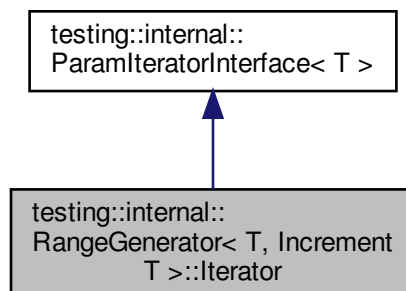 testing::internal::
ParamIteratorInterface< T >
testing::internal::
RangeGenerator< T, Increment
T >::Iterator